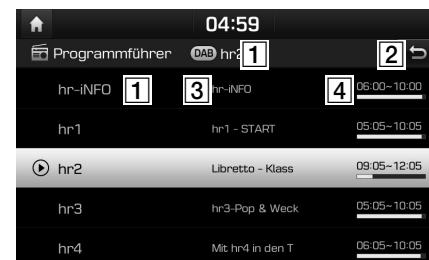 04:59
Programmführer DAB hr2 1 2
hr-iNFO 1 3 hr-iNFO 4 06:00~10:00
hr1 hr1 - START 05:05~10:05
hr2 Libretto - Klass 09:05~12:05
hr3 hr3-Pop & Weck 05:05~10:05
hr4 Mit hr4 in den T 06:05~10:05